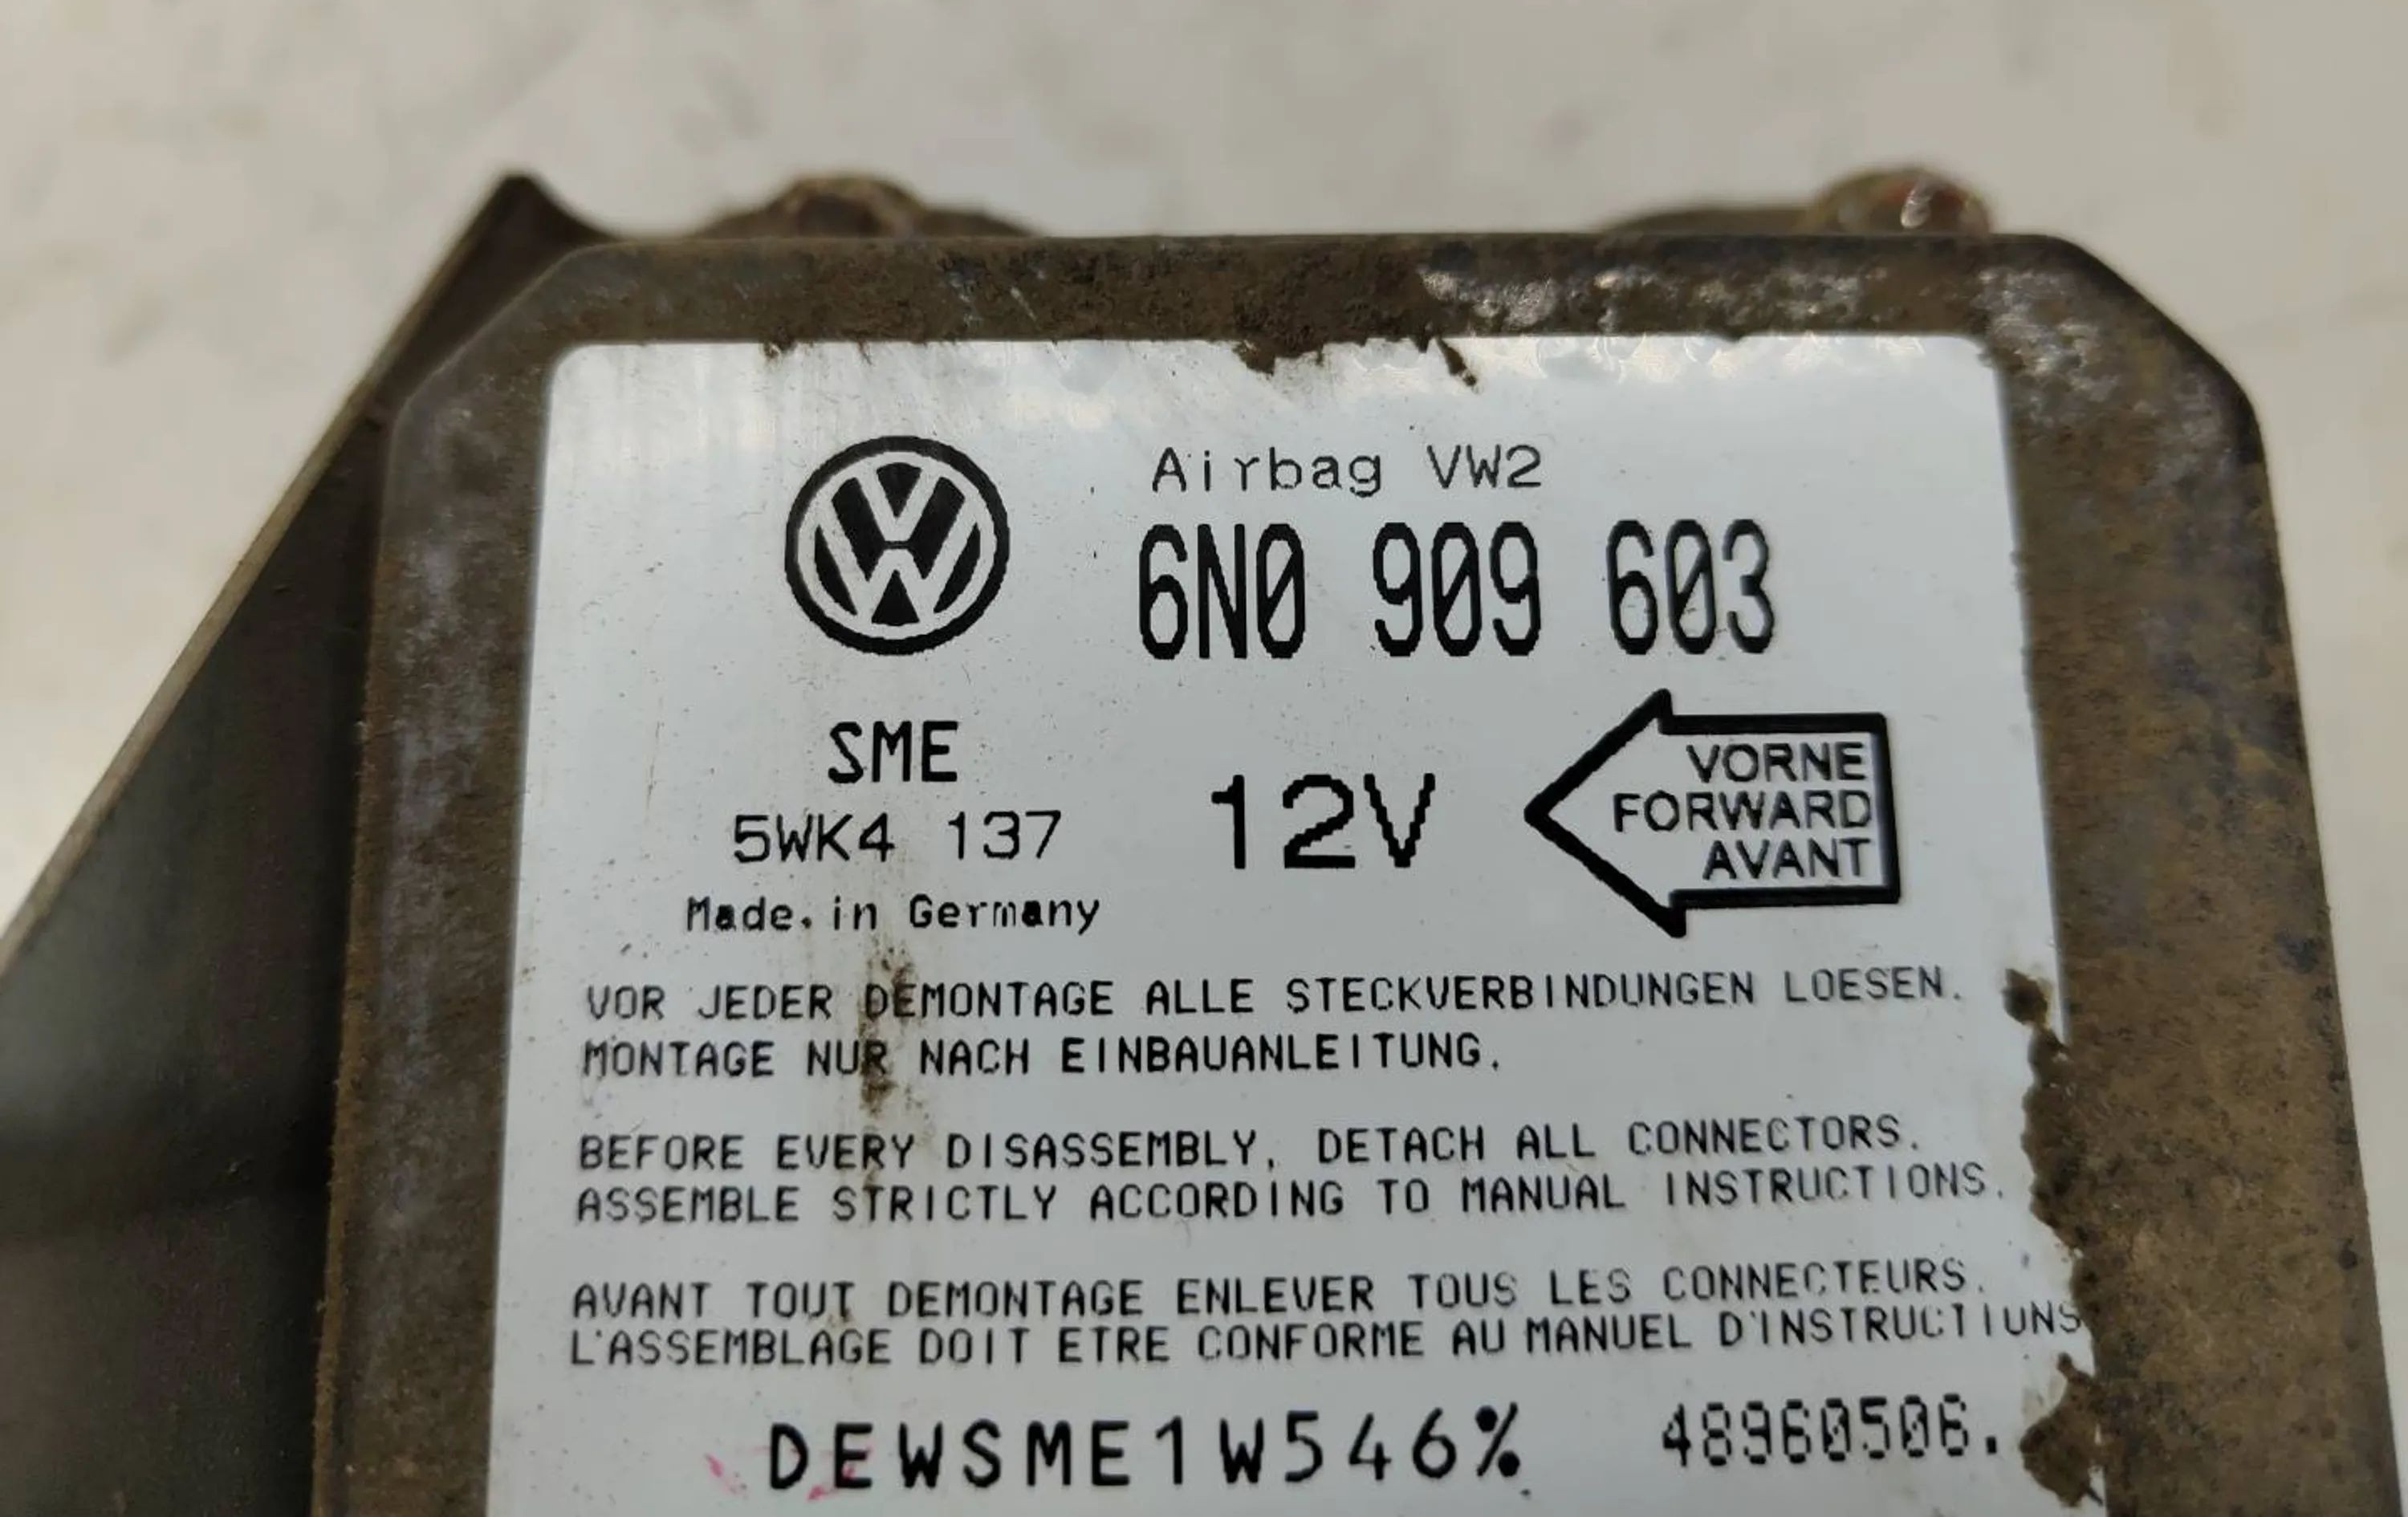 Airbag VW2
6N0 909 603
SME
5WK4 137
12V
VORNE
FORWARD
AVANT
Made in Germany
VOR JEDER DEMONTAGE ALLE STECKVERBINDUNGEN LOESEN.
MONTAGE NUR NACH EINBAUANLEITUNG.
BEFORE EVERY DISASSEMBLY, DETACH ALL CONNECTORS.
ASSEMBLE STRICTLY ACCORDING TO MANUAL INSTRUCTIONS.
AVANT TOUT DEMONTAGE ENLEVER TOUS LES CONNECTEURS.
L'ASSEMBLAGE DOIT ETRE CONFORME AU MANUEL D'INSTRUCTIONS
DEWSME1W546%
48960506.